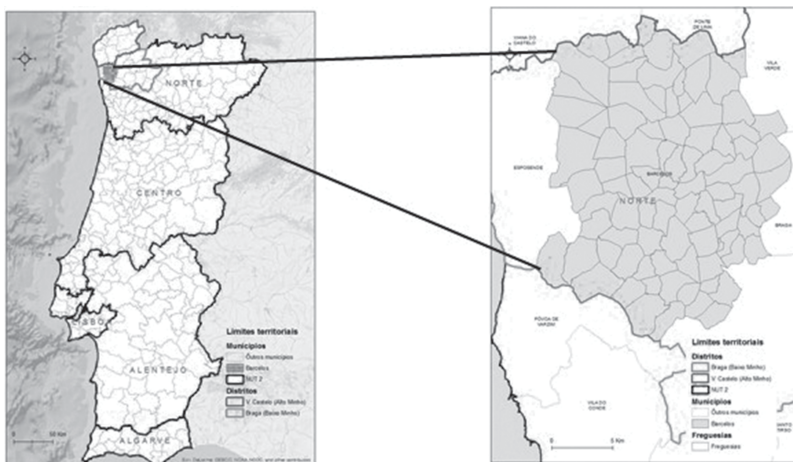 NORTE
CENTRO
LISBOA
ALENTEJO
ALGARVE
Limites territoriais
Municípios
Outros municípios
Barcelos
NUT 2
Distritos
V. Castelo (Alto Minho)
Braga (Baixo Minho)
0 50 Km
VIANA DO
CASTELO
PONTE
DE LIMA
VILA
VERDE
ESPOSENDE
BARCELOS
NORTE
BRAGA
PÓVOA DE
VARZIM
VILA DO
CONDE
SANTO
TIRSO
Limites territoriais
Distritos
Braga (Baixo Minho)
V. Castelo (Alto Minho)
NUT 2
Municípios
Outros municípios
Barcelos
Freguesias
Freguesias